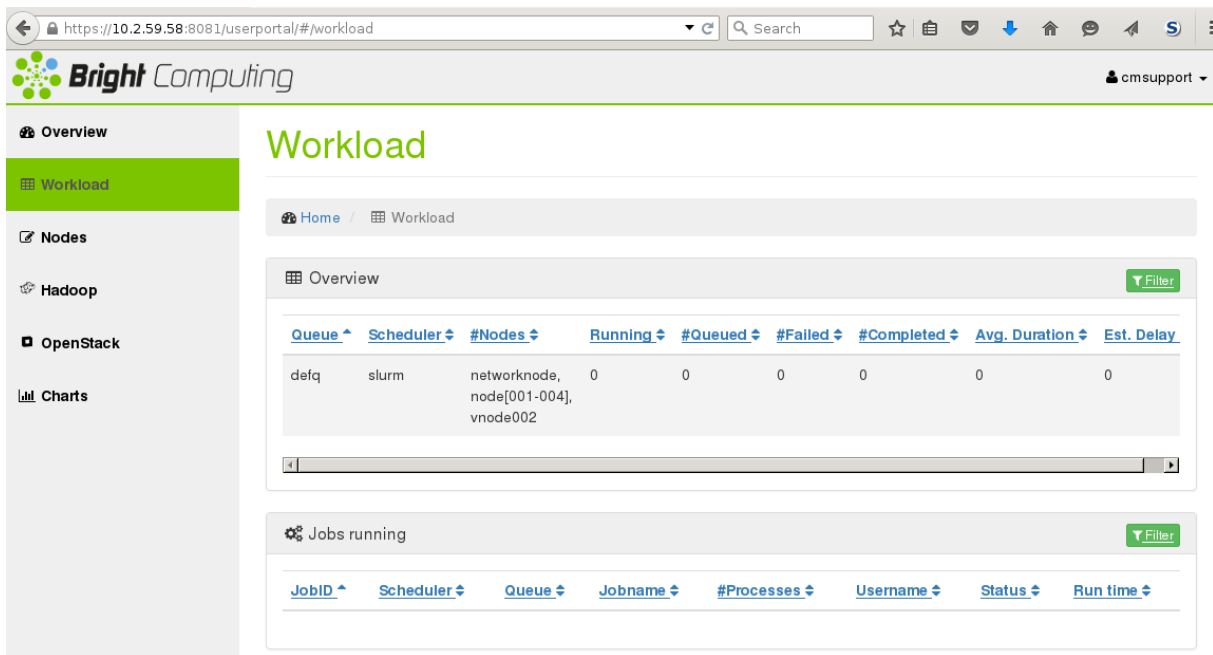 https://10.2.59.58:8081/userportal/#/workload
Search
Bright Computing
cmsupport
Overview
Workload
Nodes
Hadoop
OpenStack
Charts
Workload
Home / Workload
Overview
Filter
Queue Scheduler #Nodes Running #Queued #Failed #Completed Avg. Duration Est. Delay
defq slurm networknode, 0 0 0 0 0 0
node[001-004],
vnode002
Jobs running
Filter
JobID Scheduler Queue Jobname #Processes Username Status Run time